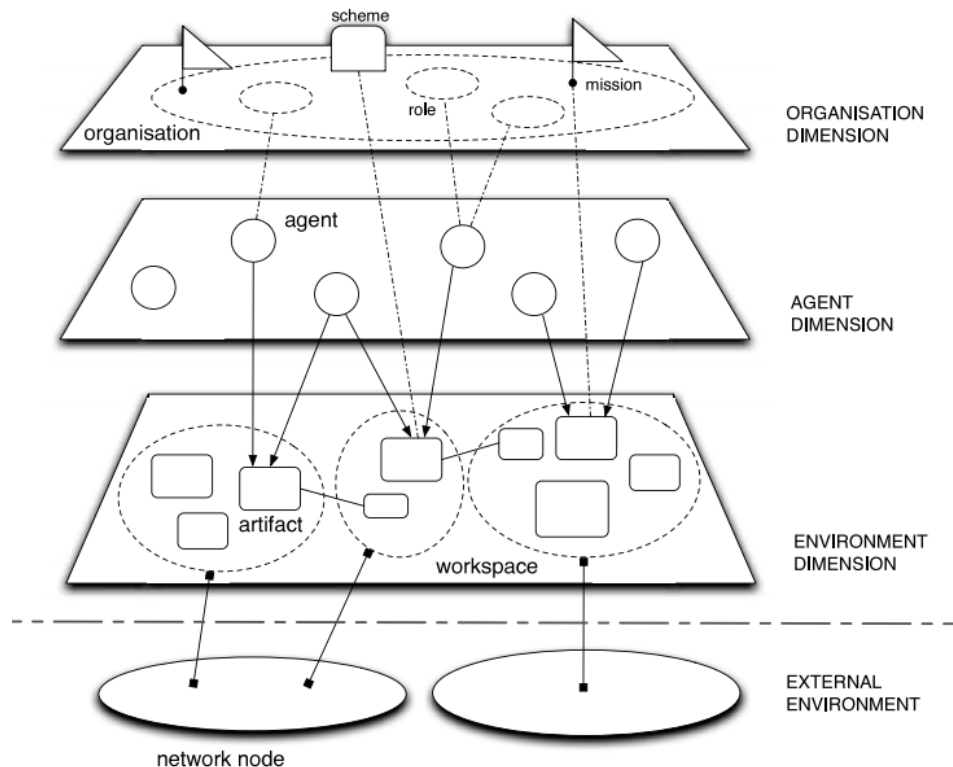 scheme
mission
role
organisation
ORGANISATION
DIMENSION
agent
AGENT
DIMENSION
artifact
workspace
ENVIRONMENT
DIMENSION
EXTERNAL
ENVIRONMENT
network node